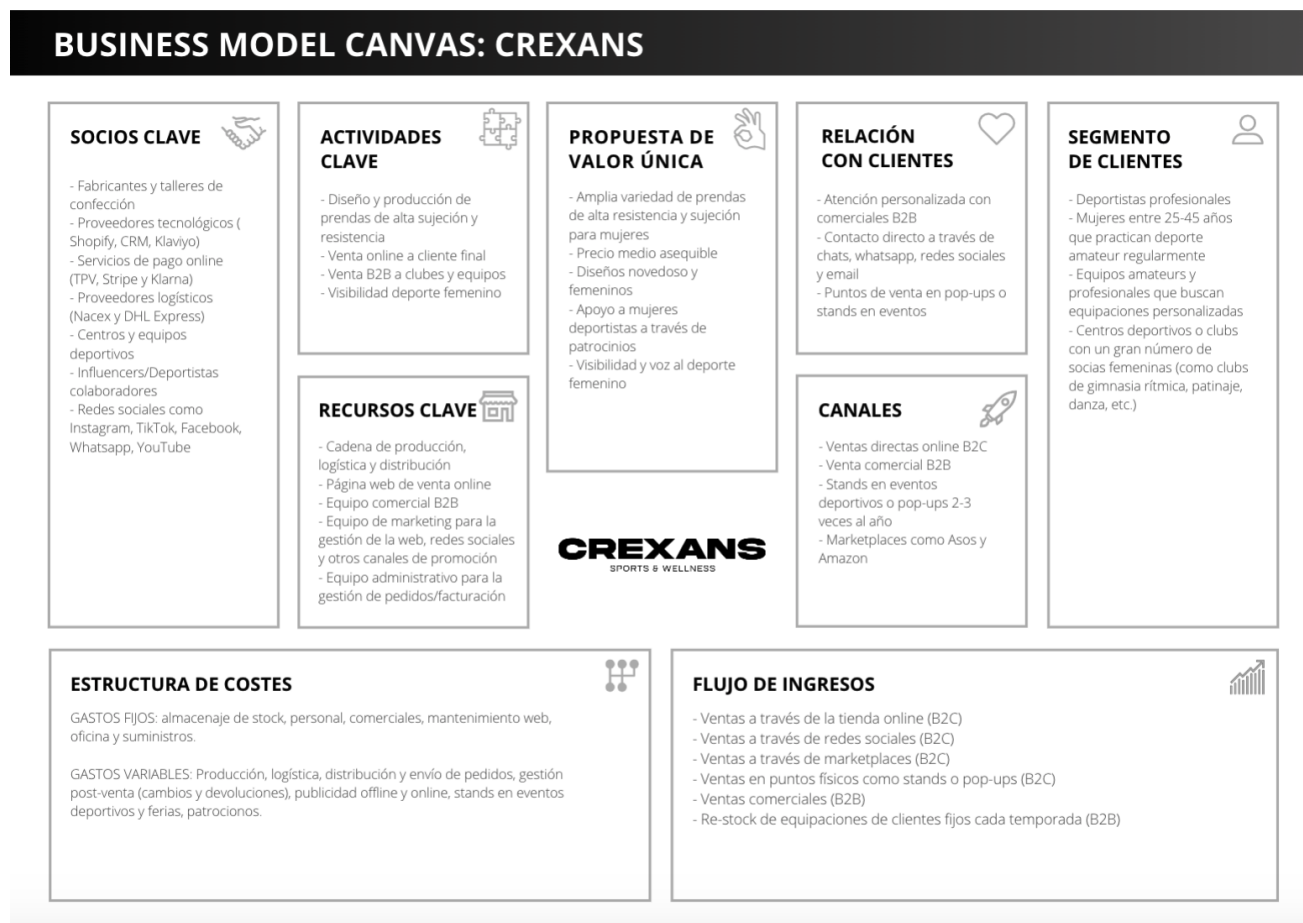 BUSINESS MODEL CANVAS: CREXANS
SOCIOS CLAVE
- Fabricantes y talleres de
confección
- Proveedores tecnológicos (
Shopify, CRM, Klaviyo)
- Servicios de pago online
(TPV, Stripe y Klarna)
- Proveedores logísticos
(Nacex y DHL Express)
- Centros y equipos
deportivos
- Influencers/Deportistas
colaboradores
- Redes sociales como
Instagram, TikTok, Facebook,
Whatsapp, YouTube
ACTIVIDADES
CLAVE
- Diseño y producción de
prendas de alta sujeción y
resistencia
- Venta online a cliente final
- Venta B2B a clubes y equipos
- Visibilidad deporte femenino
RECURSOS CLAVE
- Cadena de producción,
logística y distribución
- Página web de venta online
- Equipo comercial B2B
- Equipo de marketing para la
gestión de la web, redes sociales
y otros canales de promoción
- Equipo administrativo para la
gestión de pedidos/facturación
PROPUESTA DE
VALOR ÚNICA
- Amplia variedad de prendas
de alta resistencia y sujeción
para mujeres
- Precio medio asequible
- Diseños novedoso y
femeninos
- Apoyo a mujeres
deportistas a través de
patrocinios
- Visibilidad y voz al deporte
femenino
CREXANS
SPORTS & WELLNESS
RELACIÓN
CON CLIENTES
- Atención personalizada con
comerciales B2B
- Contacto directo a través de
chats, whatsapp, redes sociales
y email
- Puntos de venta en pop-ups o
stands en eventos
CANALES
- Ventas directas online B2C
- Venta comercial B2B
- Stands en eventos
deportivos o pop-ups 2-3
veces al año
- Marketplaces como Asos y
Amazon
SEGMENTO
DE CLIENTES
- Deportistas profesionales
- Mujeres entre 25-45 años
que practican deporte
amateur regularmente
- Equipos amateurs y
profesionales que buscan
equipaciones personalizadas
- Centros deportivos o clubs
con un gran número de
socias femeninas (como clubs
de gimnasia rítmica, patinaje,
danza, etc.)
ESTRUCTURA DE COSTES
GASTOS FIJOS: almacenaje de stock, personal, comerciales, mantenimiento web,
oficina y suministros.
GASTOS VARIABLES: Producción, logística, distribución y envío de pedidos, gestión
post-venta (cambios y devoluciones), publicidad offline y online, stands en eventos
deportivos y ferias, patrocionos.
FLUJO DE INGRESOS
- Ventas a través de la tienda online (B2C)
- Ventas a través de redes sociales (B2C)
- Ventas a través de marketplaces (B2C)
- Ventas en puntos físicos como stands o pop-ups (B2C)
- Ventas comerciales (B2B)
- Re-stock de equipaciones de clientes fijos cada temporada (B2B)